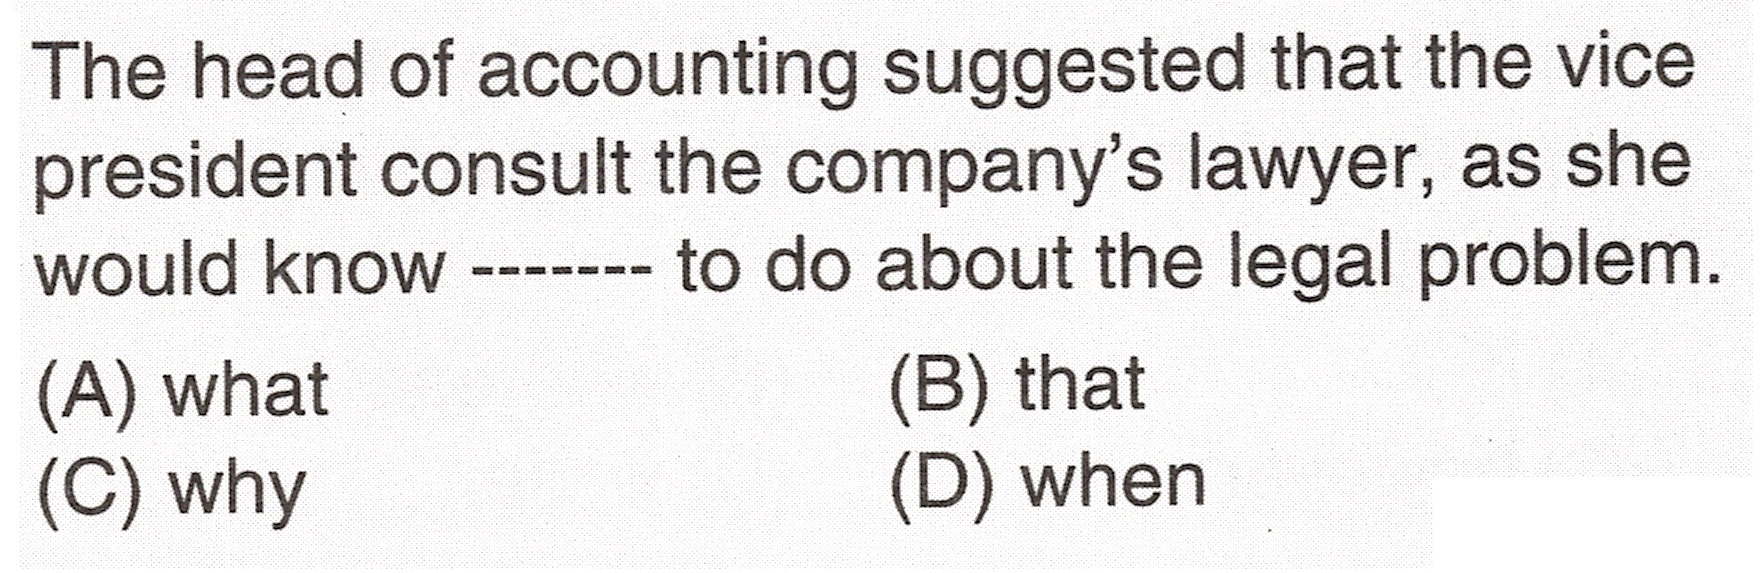 The head of accounting suggested that the vice
president consult the company's lawyer, as she
would know ------- to do about the legal problem.
(A) what (B) that
(C) why (D) when